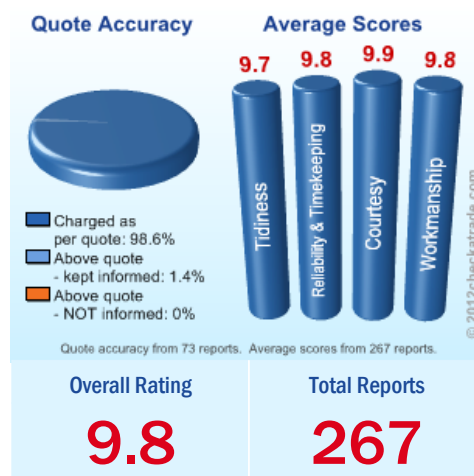 Quote Accuracy
Average Scores
9.7
9.8
9.9
9.8
Tidiness
Reliability & Timekeeping
Courtesy
Workmanship
Charged as
per quote: 98.6%
Above quote
- kept informed: 1.4%
Above quote
- NOT informed: 0%
© 2012checkatrade.com
Quote accuracy from 73 reports. Average scores from 267 reports.
Overall Rating
Total Reports
9.8
267